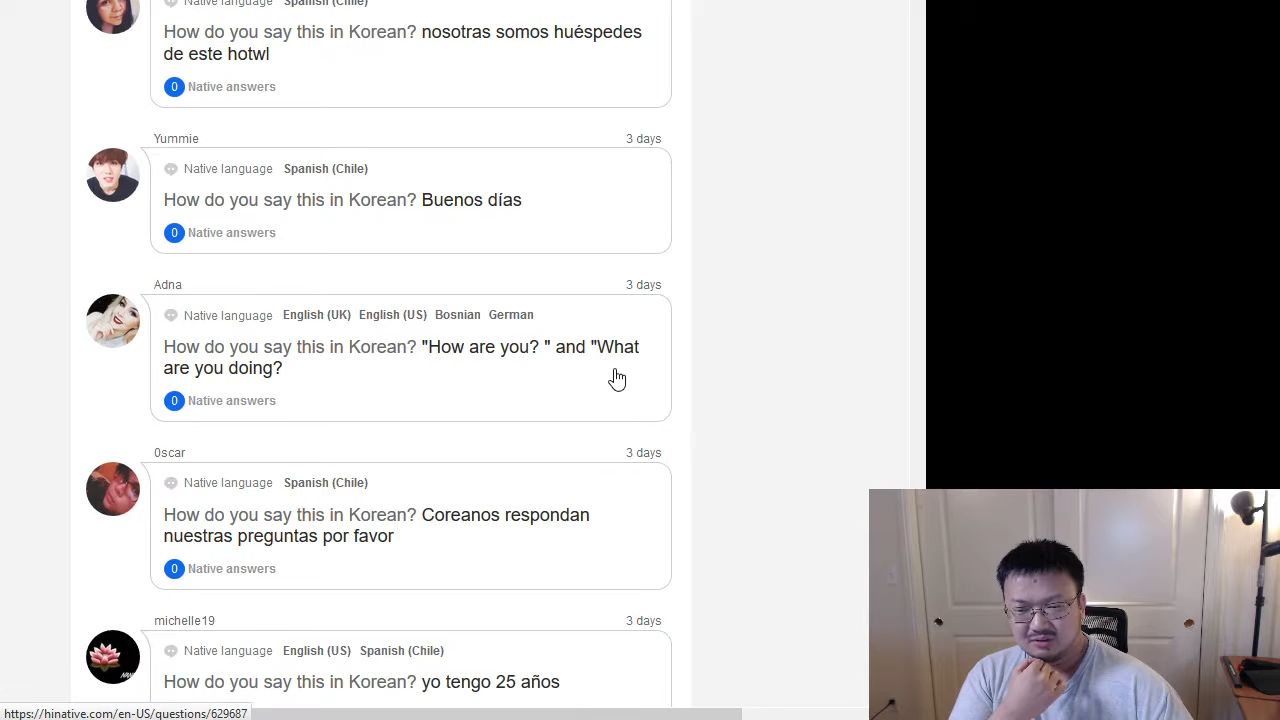 Native language Spanish (Chile)
How do you say this in Korean? nosotras somos huéspedes
de este hotwl
0 Native answers
Yummie 3 days
Native language Spanish (Chile)
How do you say this in Korean? Buenos días
0 Native answers
Adna 3 days
Native language English (UK) English (US) Bosnian German
How do you say this in Korean? "How are you? " and "What
are you doing?
0 Native answers
0scar 3 days
Native language Spanish (Chile)
How do you say this in Korean? Coreanos respondan
nuestras preguntas por favor
0 Native answers
michelle19 3 days
Native language English (US) Spanish (Chile)
How do you say this in Korean? yo tengo 25 años
https://hinative.com/en-US/questions/629687